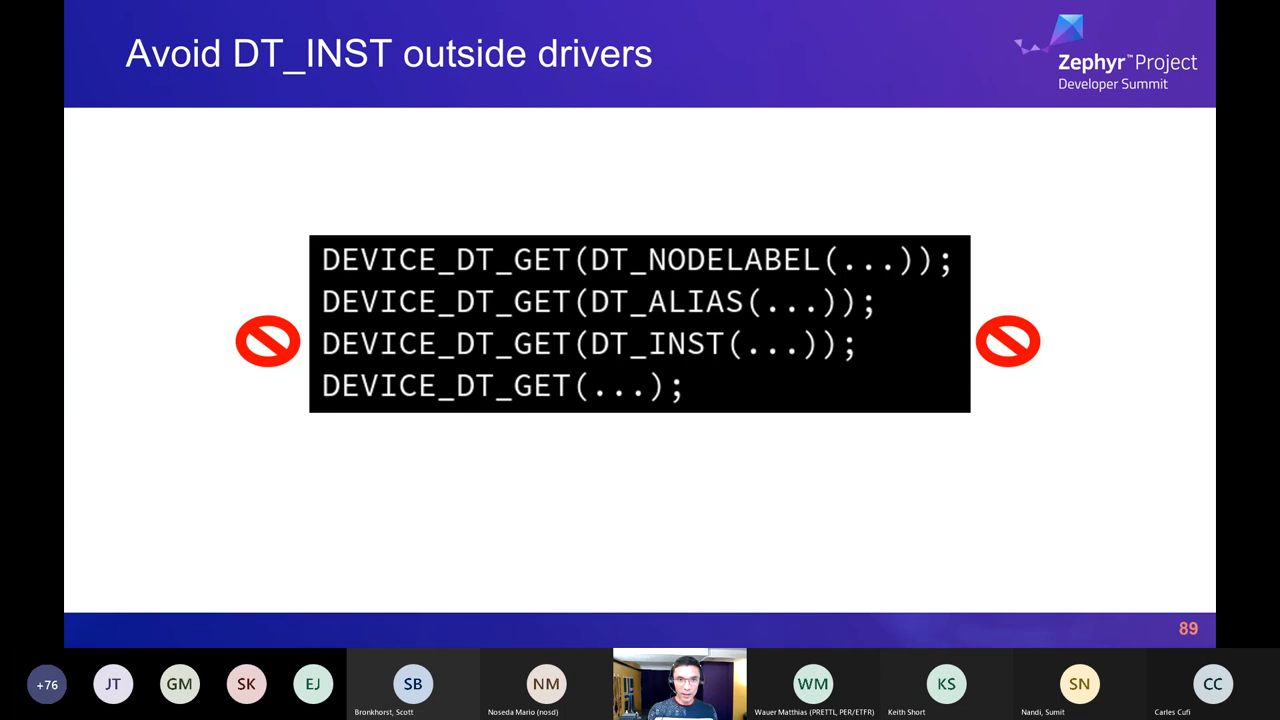 Avoid DT_INST outside drivers
Zephyr™Project
Developer Summit
DEVICE_DT_GET(DT_NODELABEL(...));
DEVICE_DT_GET(DT_ALIAS(...));
DEVICE_DT_GET(DT_INST(...));
DEVICE_DT_GET(...);
89
+76
JT
GM
SK
EJ
SB
NM
WM
KS
SN
CC
Bronkhorst, Scott
Noseda Mario (nosd)
Wauer Matthias (PRETTL, PER/ETFR)
Keith Short
Nandi, Sumit
Carles Cufi